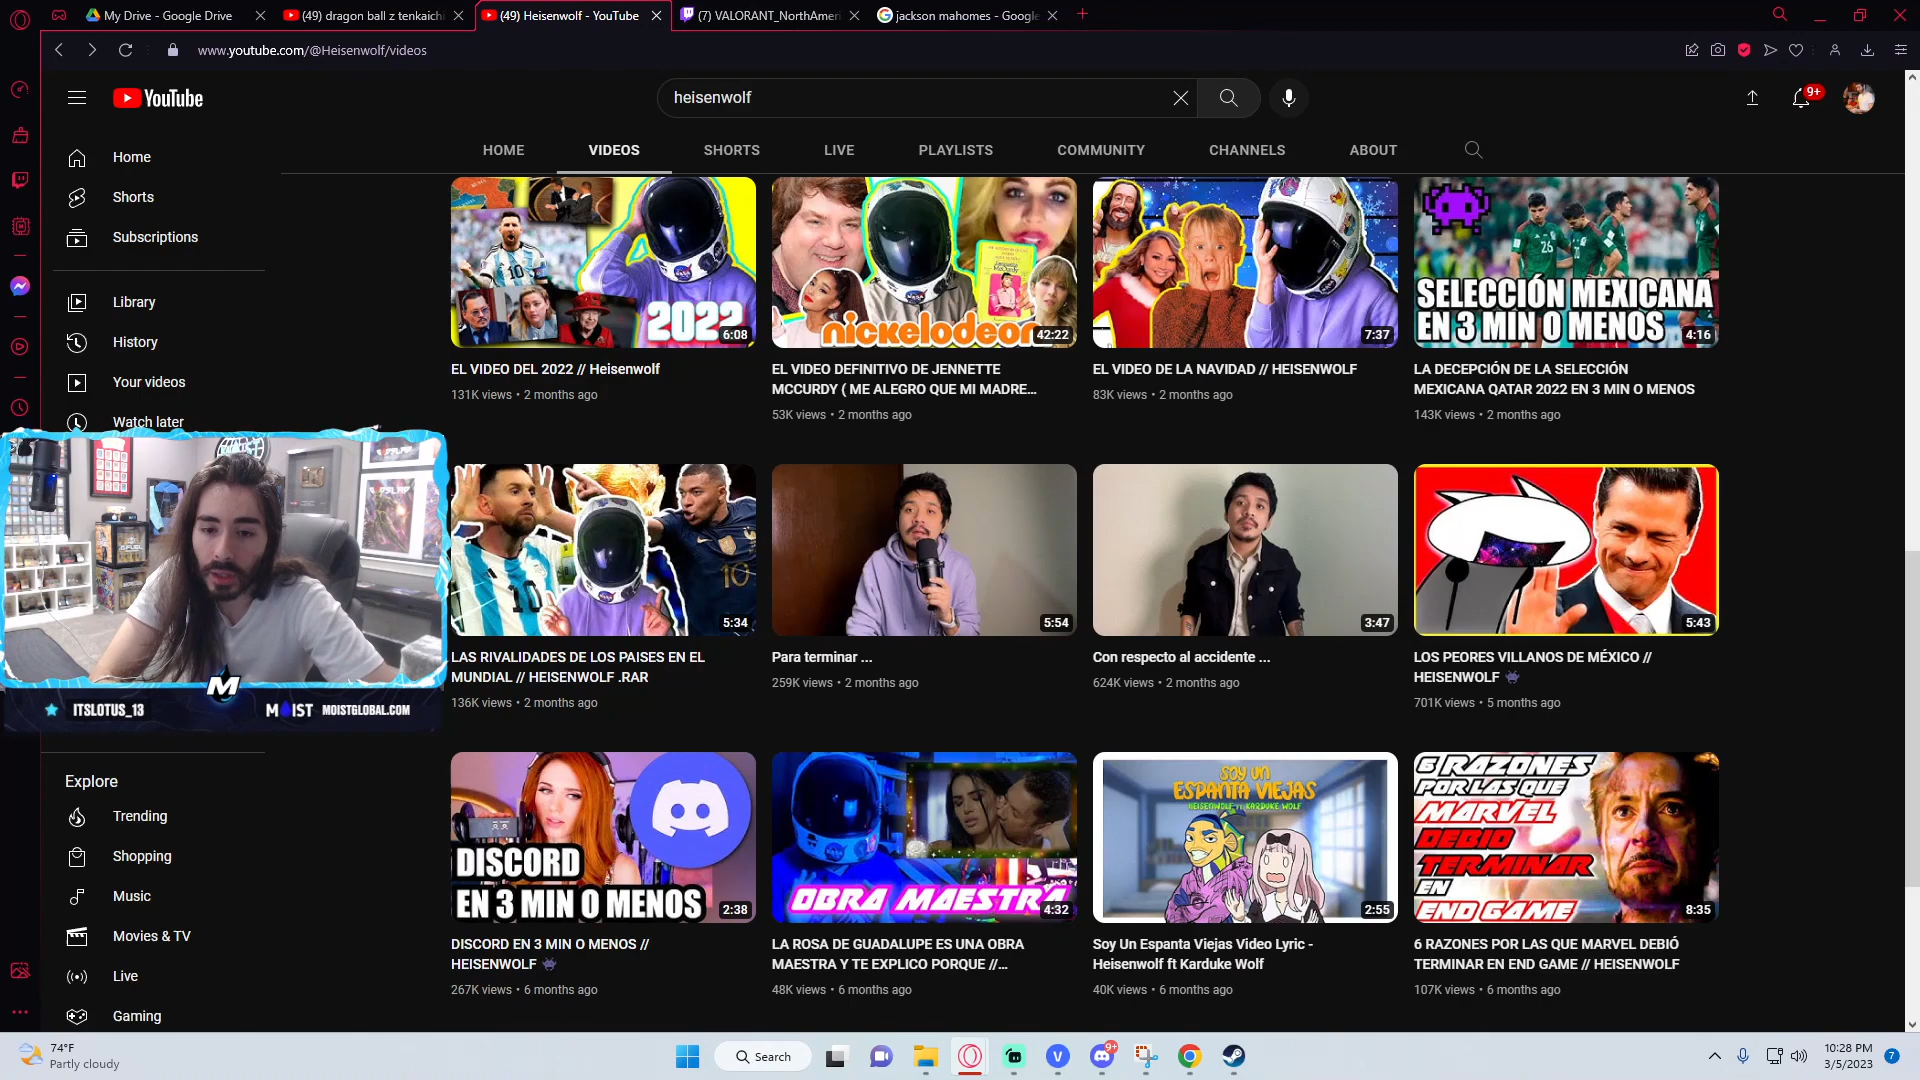 My Drive - Google Drive
(49) dragon ball z tenkaichi
(49) Heisenwolf - YouTube
(7) VALORANT_NorthAmeri
jackson mahomes - Google
www.youtube.com/@Heisenwolf/videos
YouTube
heisenwolf
9+
HOME
VIDEOS
SHORTS
LIVE
PLAYLISTS
COMMUNITY
CHANNELS
ABOUT
Home
Shorts
Subscriptions
Library
History
Your videos
Watch later
2022
6:08
nickelodeon
42:22
7:37
SELECCIÓN MEXICANA
EN 3 MIN O MENOS
4:16
EL VIDEO DEL 2022 // Heisenwolf
131K views • 2 months ago
EL VIDEO DEFINITIVO DE JENNETTE
MCCURDY ( ME ALEGRO QUE MI MADRE...
53K views • 2 months ago
EL VIDEO DE LA NAVIDAD // HEISENWOLF
83K views • 2 months ago
LA DECEPCIÓN DE LA SELECCIÓN
MEXICANA QATAR 2022 EN 3 MIN O MENOS
143K views • 2 months ago
ITSLOTUS_13
M
MOIST
MOISTGLOBAL.COM
10
10
5:34
5:54
3:47
5:43
LAS RIVALIDADES DE LOS PAISES EN EL
MUNDIAL // HEISENWOLF .RAR
136K views • 2 months ago
Para terminar ...
259K views • 2 months ago
Con respecto al accidente ...
624K views • 2 months ago
LOS PEORES VILLANOS DE MÉXICO //
HEISENWOLF 👾
701K views • 5 months ago
Explore
Trending
Shopping
Music
Movies & TV
Live
Gaming
DISCORD
EN 3 MIN O MENOS
2:38
OBRA MAESTRA
4:32
SOY UN
ESPANTA VIEJAS
HEISENWOLF FT KARDUKE WOLF
2:55
6 RAZONES
POR LAS QUE
MARVEL
DEBIO
TERMINAR
EN
END GAME
8:35
DISCORD EN 3 MIN O MENOS //
HEISENWOLF 👾
267K views • 6 months ago
LA ROSA DE GUADALUPE ES UNA OBRA
MAESTRA Y TE EXPLICO PORQUE //...
48K views • 6 months ago
Soy Un Espanta Viejas Video Lyric -
Heisenwolf ft Karduke Wolf
40K views • 6 months ago
6 RAZONES POR LAS QUE MARVEL DEBIÓ
TERMINAR EN END GAME // HEISENWOLF
107K views • 6 months ago
74°F
Partly cloudy
Search
9+
10:28 PM
3/5/2023
7